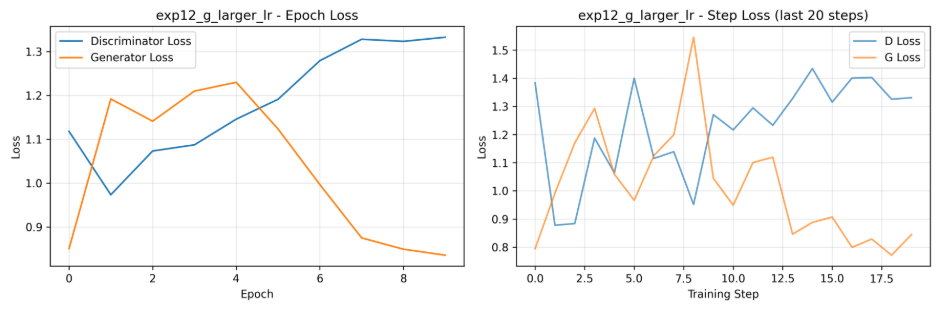 exp12_g_larger_lr - Epoch Loss
Discriminator Loss
Generator Loss
Loss
1.3
1.2
1.1
1.0
0.9
0 2 4 6 8
Epoch
exp12_g_larger_lr - Step Loss (last 20 steps)
D Loss
G Loss
Loss
1.5
1.4
1.3
1.2
1.1
1.0
0.9
0.8
0.0 2.5 5.0 7.5 10.0 12.5 15.0 17.5
Training Step